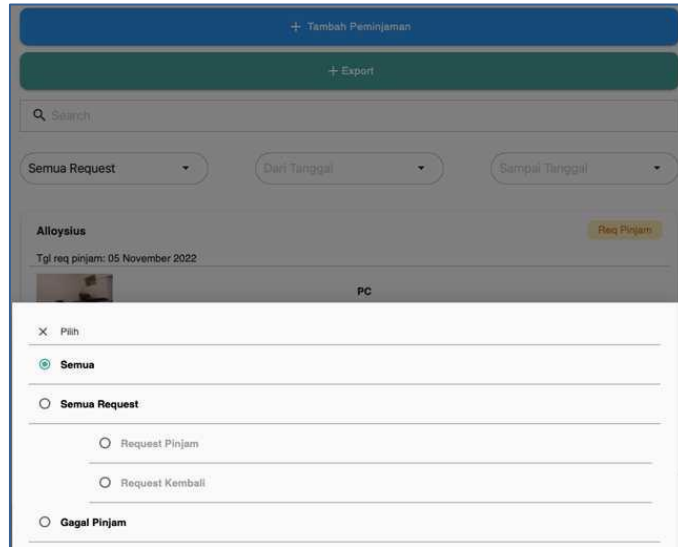 + Tambah Peminjaman
+ Export
Search
Semua Request
Dari Tanggal
Sampai Tanggal
Alloysius
Req Pinjam
Tgl req pinjam: 05 November 2022
PC
× Pilih
Semua
Semua Request
Request Pinjam
Request Kembali
Gagal Pinjam